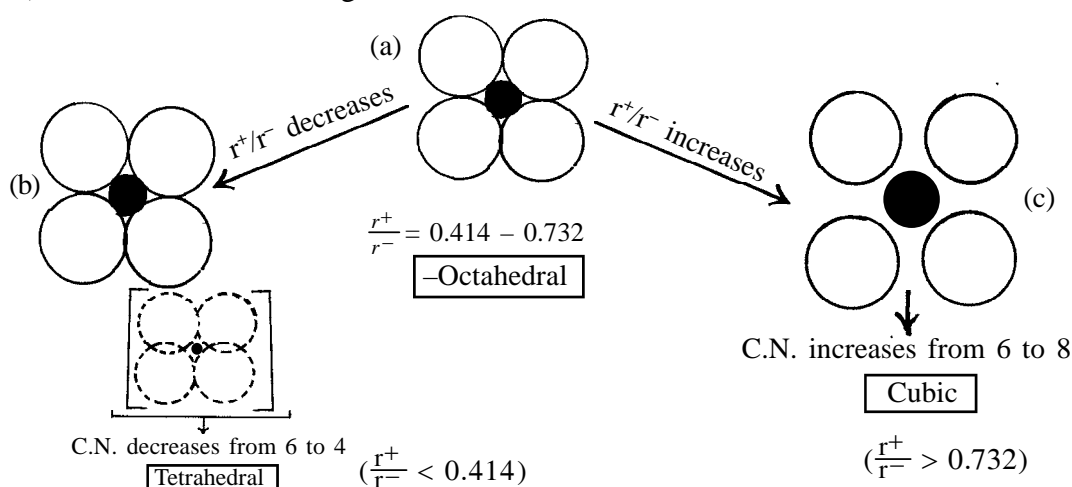 (a)
r⁺/r⁻ decreases
r⁺/r⁻ increases
(b)
(c)
r⁺/r⁻ = 0.414 – 0.732
–Octahedral
C.N. increases from 6 to 8
Cubic
(r⁺/r⁻ > 0.732)
C.N. decreases from 6 to 4
Tetrahedral
(r⁺/r⁻ < 0.414)